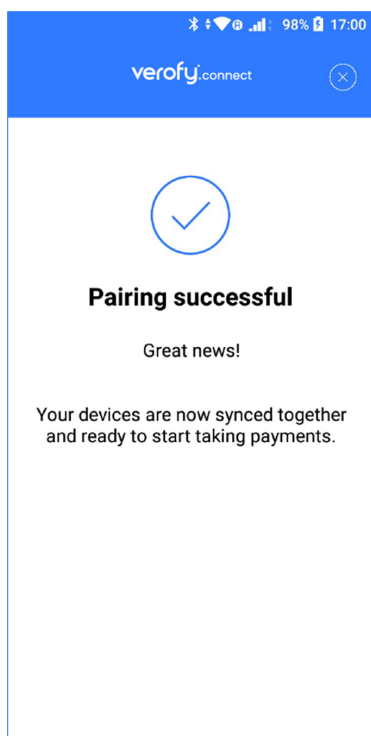 98% 17:00
verofy.connect
Pairing successful
Great news!
Your devices are now synced together
and ready to start taking payments.